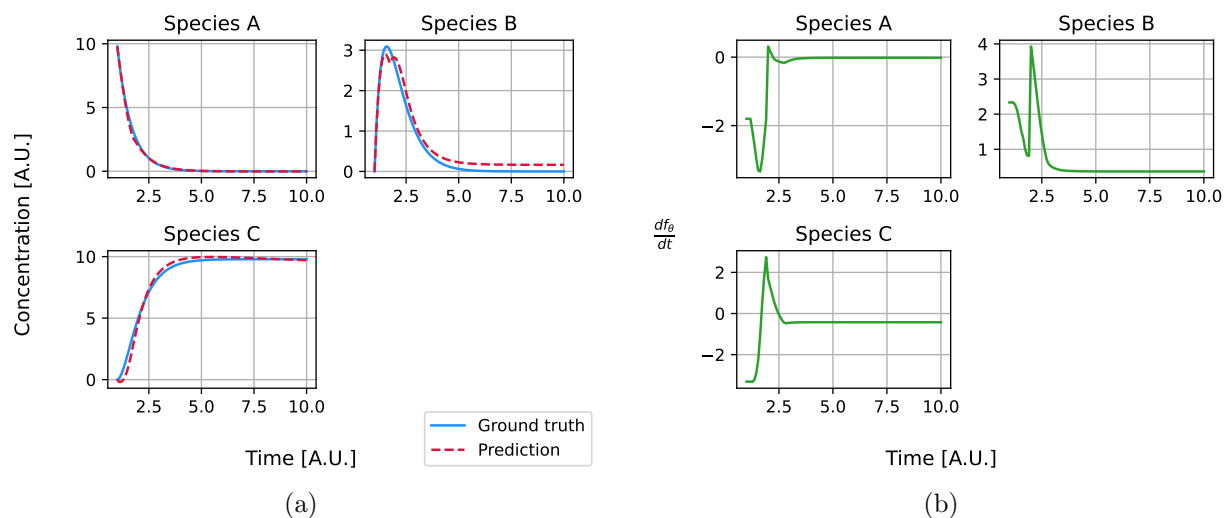 Species A
10
5
0
2.5 5.0 7.5 10.0
Species B
3
2
1
0
2.5 5.0 7.5 10.0
Species C
10
5
0
2.5 5.0 7.5 10.0
Concentration [A.U.]
Time [A.U.]
Ground truth
Prediction
(a)
Species A
0
−2
2.5 5.0 7.5 10.0
Species B
4
3
2
1
2.5 5.0 7.5 10.0
Species C
2
0
−2
2.5 5.0 7.5 10.0
df_θ
dt
Time [A.U.]
(b)